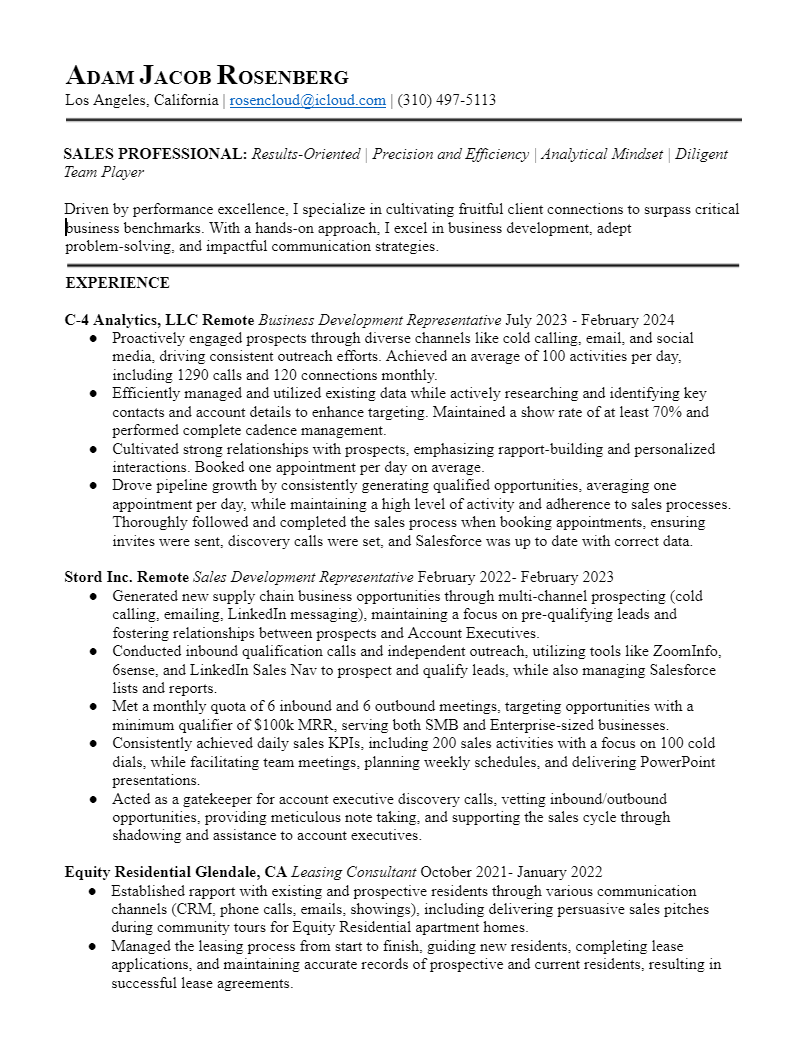 ADAM JACOB ROSENBERG
Los Angeles, California | rosencloud@icloud.com | (310) 497-5113
SALES PROFESSIONAL: Results-Oriented | Precision and Efficiency | Analytical Mindset | Diligent
Team Player
Driven by performance excellence, I specialize in cultivating fruitful client connections to surpass critical
business benchmarks. With a hands-on approach, I excel in business development, adept
problem-solving, and impactful communication strategies.
EXPERIENCE
C-4 Analytics, LLC Remote Business Development Representative July 2023 - February 2024
● Proactively engaged prospects through diverse channels like cold calling, email, and social
media, driving consistent outreach efforts. Achieved an average of 100 activities per day,
including 1290 calls and 120 connections monthly.
● Efficiently managed and utilized existing data while actively researching and identifying key
contacts and account details to enhance targeting. Maintained a show rate of at least 70% and
performed complete cadence management.
● Cultivated strong relationships with prospects, emphasizing rapport-building and personalized
interactions. Booked one appointment per day on average.
● Drove pipeline growth by consistently generating qualified opportunities, averaging one
appointment per day, while maintaining a high level of activity and adherence to sales processes.
Thoroughly followed and completed the sales process when booking appointments, ensuring
invites were sent, discovery calls were set, and Salesforce was up to date with correct data.
Stord Inc. Remote Sales Development Representative February 2022- February 2023
● Generated new supply chain business opportunities through multi-channel prospecting (cold
calling, emailing, LinkedIn messaging), maintaining a focus on pre-qualifying leads and
fostering relationships between prospects and Account Executives.
● Conducted inbound qualification calls and independent outreach, utilizing tools like ZoomInfo,
6sense, and LinkedIn Sales Nav to prospect and qualify leads, while also managing Salesforce
lists and reports.
● Met a monthly quota of 6 inbound and 6 outbound meetings, targeting opportunities with a
minimum qualifier of $100k MRR, serving both SMB and Enterprise-sized businesses.
● Consistently achieved daily sales KPIs, including 200 sales activities with a focus on 100 cold
dials, while facilitating team meetings, planning weekly schedules, and delivering PowerPoint
presentations.
● Acted as a gatekeeper for account executive discovery calls, vetting inbound/outbound
opportunities, providing meticulous note taking, and supporting the sales cycle through
shadowing and assistance to account executives.
Equity Residential Glendale, CA Leasing Consultant October 2021- January 2022
● Established rapport with existing and prospective residents through various communication
channels (CRM, phone calls, emails, showings), including delivering persuasive sales pitches
during community tours for Equity Residential apartment homes.
● Managed the leasing process from start to finish, guiding new residents, completing lease
applications, and maintaining accurate records of prospective and current residents, resulting in
successful lease agreements.